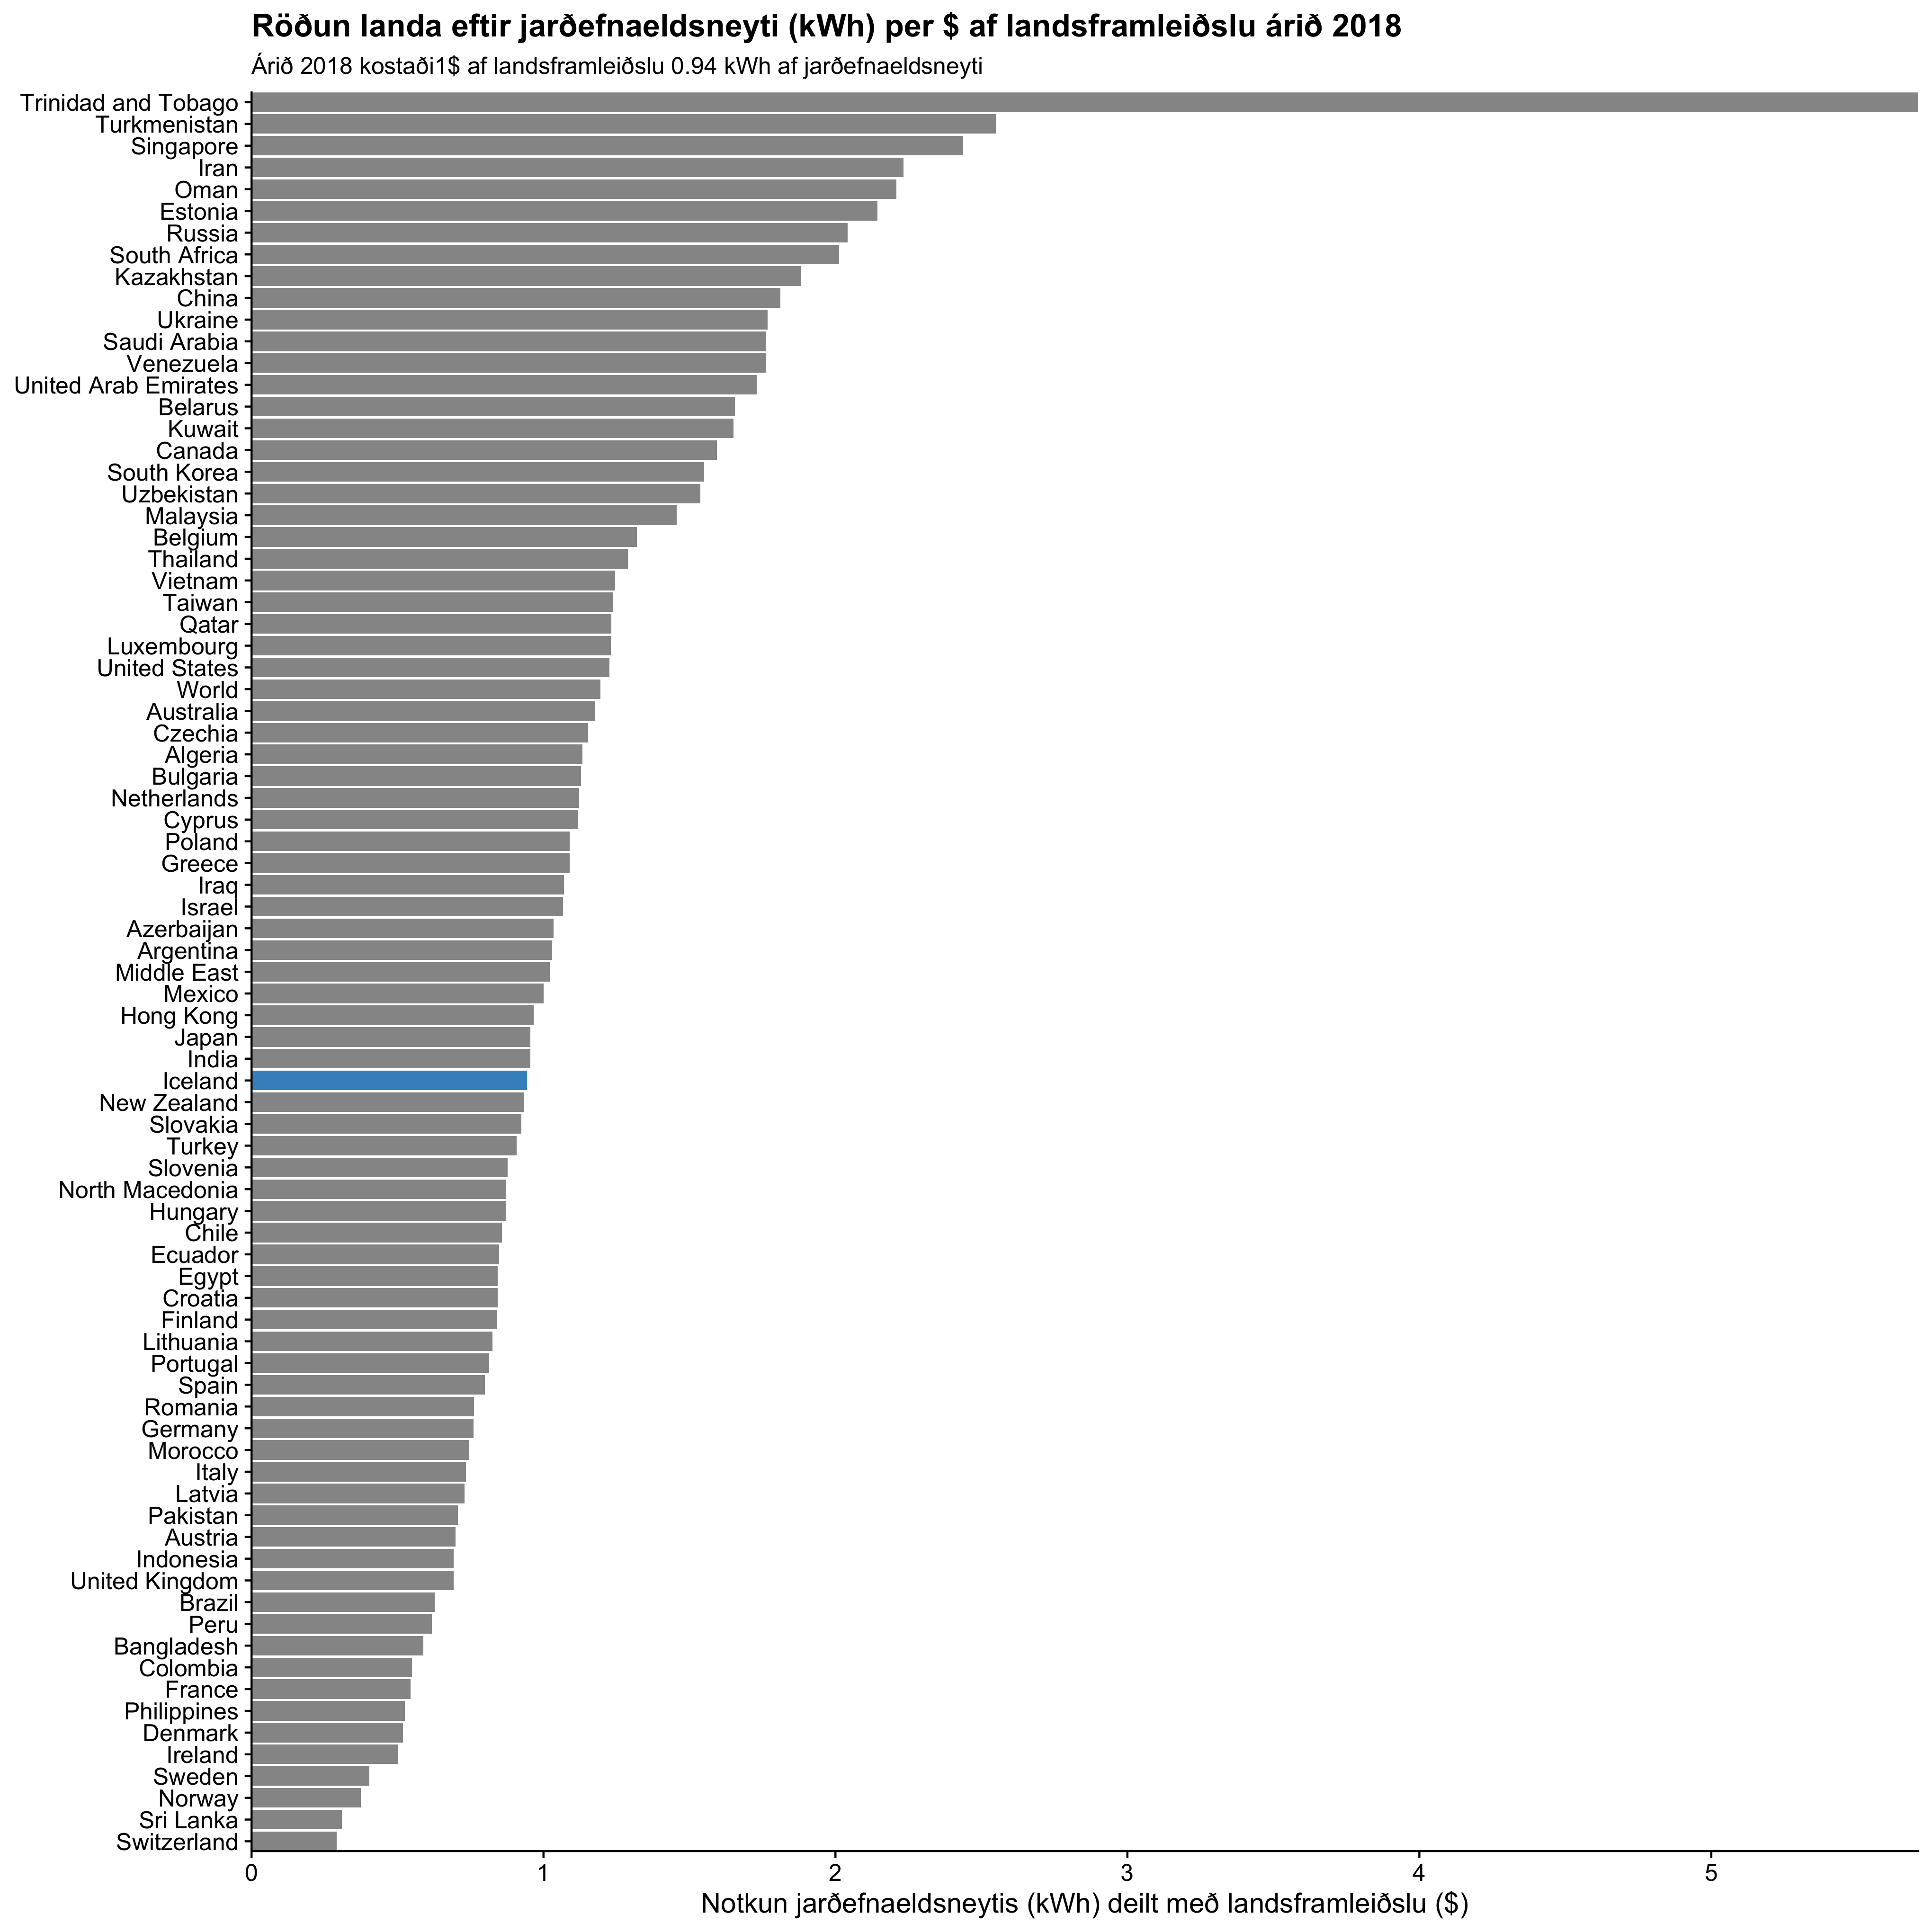 Röðun landa eftir jarðefnaeldsneyti (kWh) per $ af landsframleiðslu árið 2018
Árið 2018 kostaði1$ af landsframleiðslu 0.94 kWh af jarðefnaeldsneyti
Trinidad and Tobago
Turkmenistan
Singapore
Iran
Oman
Estonia
Russia
South Africa
Kazakhstan
China
Ukraine
Saudi Arabia
Venezuela
United Arab Emirates
Belarus
Kuwait
Canada
South Korea
Uzbekistan
Malaysia
Belgium
Thailand
Vietnam
Taiwan
Qatar
Luxembourg
United States
World
Australia
Czechia
Algeria
Bulgaria
Netherlands
Cyprus
Poland
Greece
Iraq
Israel
Azerbaijan
Argentina
Middle East
Mexico
Hong Kong
Japan
India
Iceland
New Zealand
Slovakia
Turkey
Slovenia
North Macedonia
Hungary
Chile
Ecuador
Egypt
Croatia
Finland
Lithuania
Portugal
Spain
Romania
Germany
Morocco
Italy
Latvia
Pakistan
Austria
Indonesia
United Kingdom
Brazil
Peru
Bangladesh
Colombia
France
Philippines
Denmark
Ireland
Sweden
Norway
Sri Lanka
Switzerland
0 1 2 3 4 5
Notkun jarðefnaeldsneytis (kWh) deilt með landsframleiðslu ($)